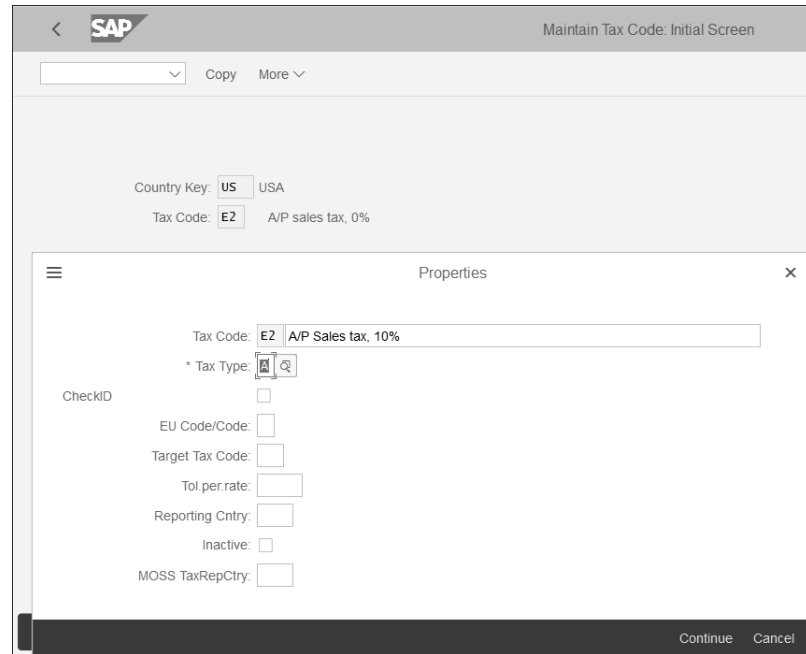 SAP Maintain Tax Code: Initial Screen
Copy More
Country Key: US USA
Tax Code: E2 A/P sales tax, 0%
Properties
Tax Code: E2 A/P Sales tax, 10%
* Tax Type: A
CheckID
EU Code/Code:
Target Tax Code:
Tol.per.rate:
Reporting Cntry:
Inactive:
MOSS TaxRepCtry:
Continue Cancel